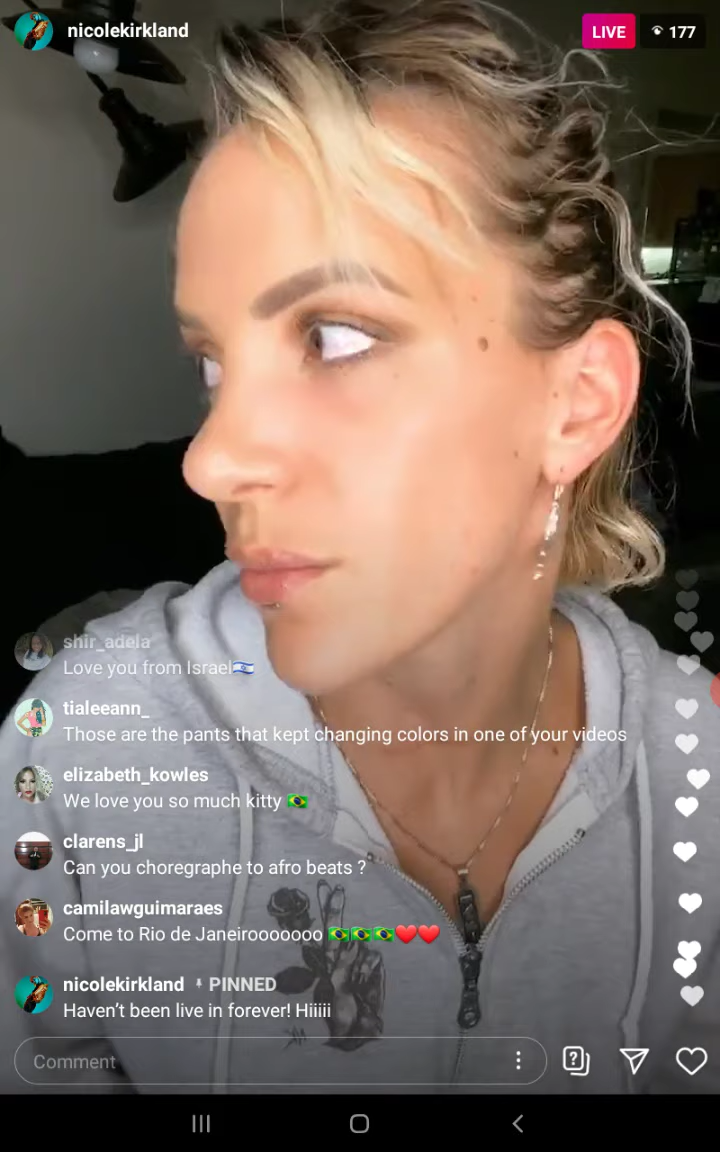 nicolekirkland
LIVE 177
shir_adela
Love you from Israel🇮🇱
tialeeann_
Those are the pants that kept changing colors in one of your videos
elizabeth_kowles
We love you so much kitty 🇧🇷
clarens_jl
Can you choregraphe to afro beats ?
camilawguimaraes
Come to Rio de Janeirooooooo 🇧🇷🇧🇷🇧🇷❤️❤️
nicolekirkland PINNED
Haven't been live in forever! Hiiiii
Comment